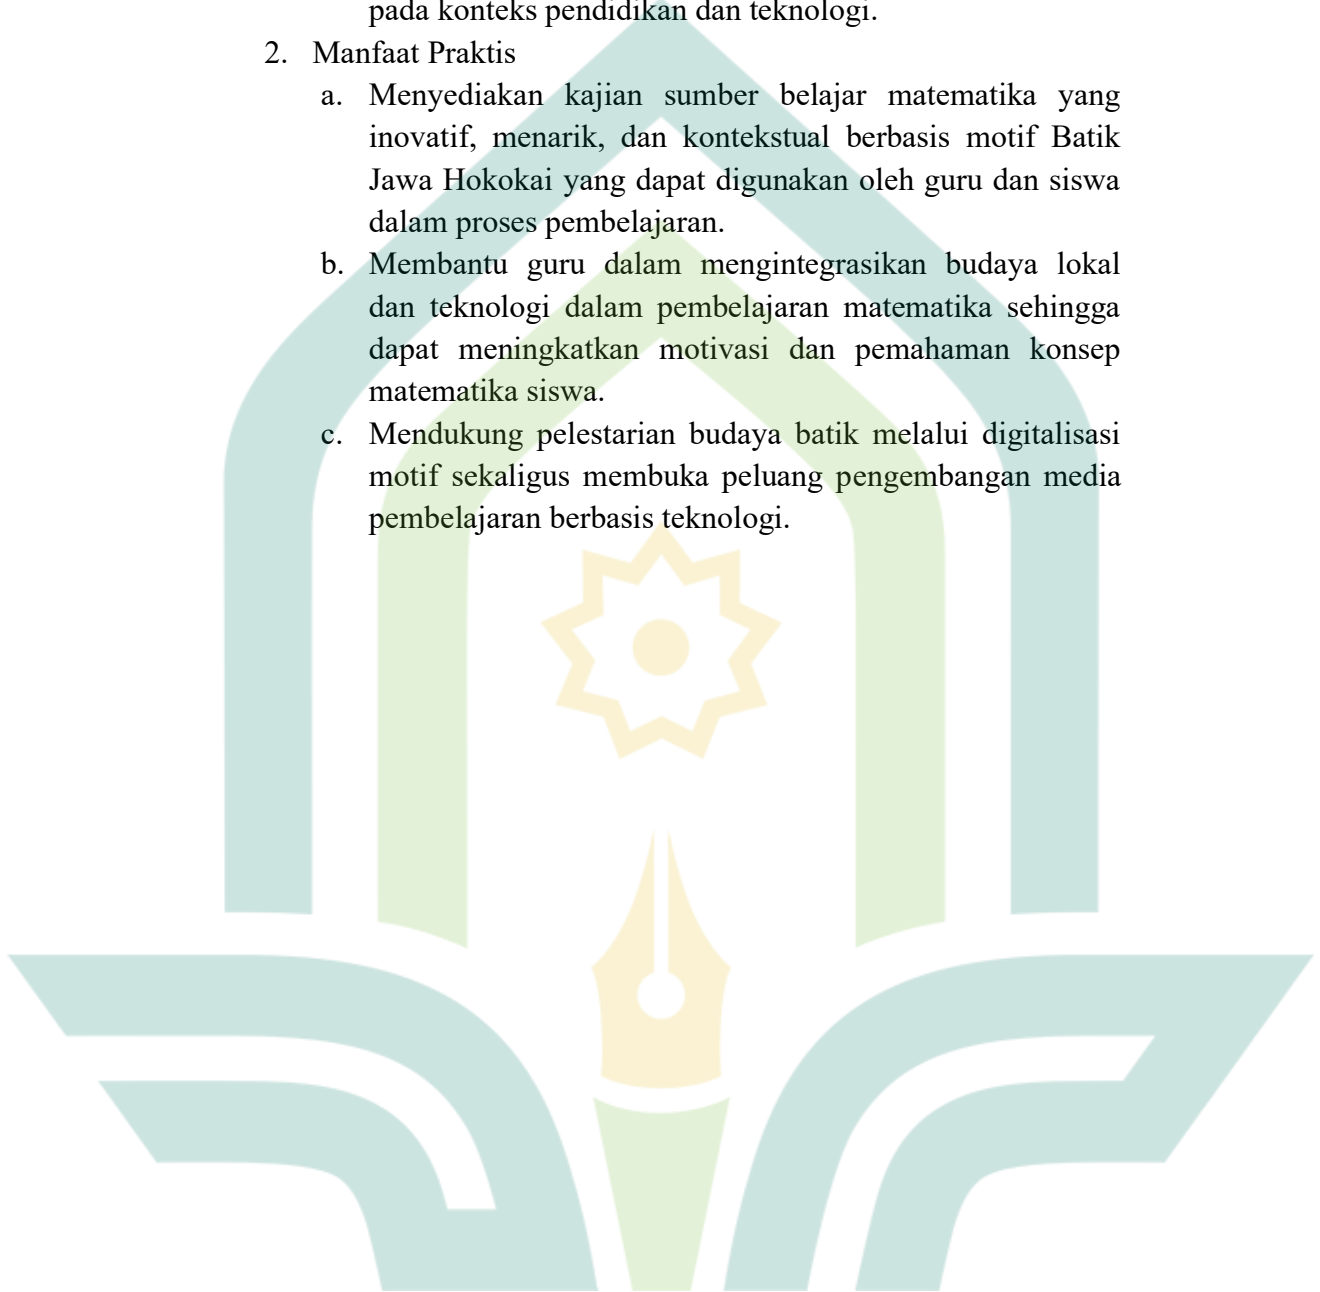 pada konteks pendidikan dan teknologi.
2. Manfaat Praktis
a. Menyediakan kajian sumber belajar matematika yang
inovatif, menarik, dan kontekstual berbasis motif Batik
Jawa Hokokai yang dapat digunakan oleh guru dan siswa
dalam proses pembelajaran.
b. Membantu guru dalam mengintegrasikan budaya lokal
dan teknologi dalam pembelajaran matematika sehingga
dapat meningkatkan motivasi dan pemahaman konsep
matematika siswa.
c. Mendukung pelestarian budaya batik melalui digitalisasi
motif sekaligus membuka peluang pengembangan media
pembelajaran berbasis teknologi.